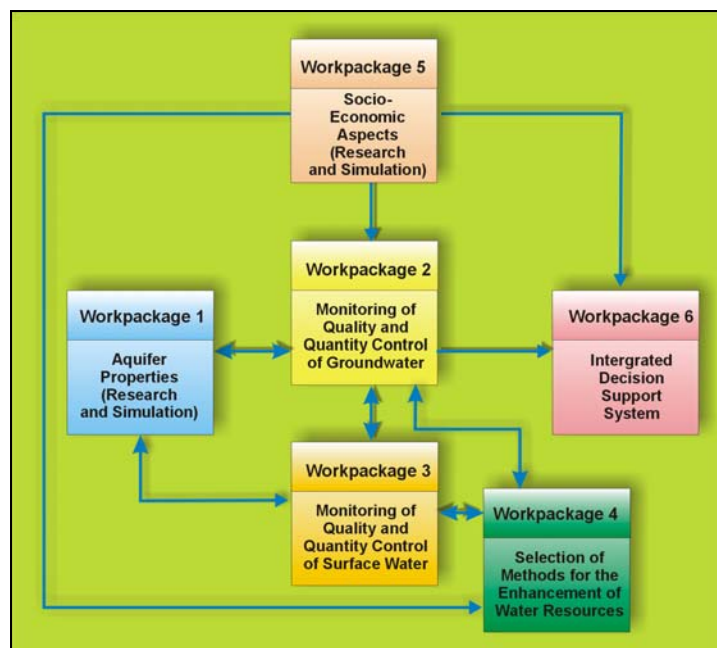 Workpackage 5
Socio-
Economic
Aspects
(Research
and Simulation)
Workpackage 2
Monitoring of
Quality and
Quantity Control
of Groundwater
Workpackage 1
Aquifer
Properties
(Research
and Simulation)
Workpackage 6
Intergrated
Decision
Support
System
Workpackage 3
Monitoring of
Quality and
Quantity Control
of Surface Water
Workpackage 4
Selection of
Methods for the
Enhancement of
Water Resources